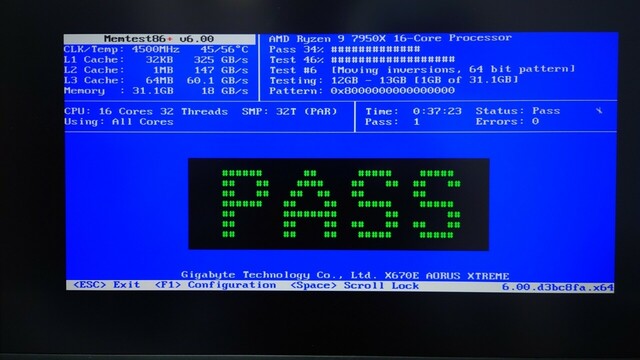 Memtest86+ v6.00 | AMD Ryzen 9 7950X 16-Core Processor
CLK/Temp: 4500MHz 45/56°C | Pass 34% #############
L1 Cache: 32KB 325 GB/s | Test 46% ##################
L2 Cache: 1MB 147 GB/s | Test #6 [Moving inversions, 64 bit pattern]
L3 Cache: 64MB 60.1 GB/s | Testing: 12GB - 13GB [1GB of 31.1GB]
Memory : 31.1GB 18 GB/s | Pattern: 0x8000000000000000
CPU: 16 Cores 32 Threads SMP: 32T (PAR) | Time: 0:37:23 Status: Pass \
Using: All Cores | Pass: 1 Errors: 0
PASS
Gigabyte Technology Co., Ltd. X670E AORUS XTREME
<ESC> Exit <F1> Configuration <Space> Scroll Lock 6.00.d3bc8fa.x64